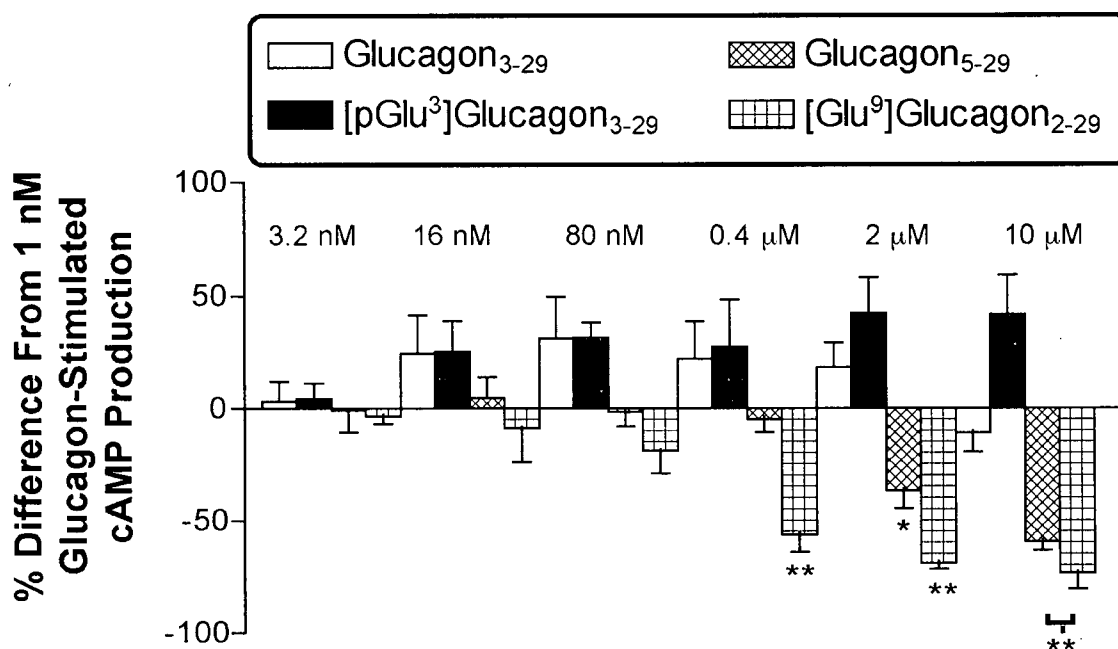 Glucagon₃₋₂₉
Glucagon₅₋₂₉
[pGlu³]Glucagon₃₋₂₉
[Glu⁹]Glucagon₂₋₂₉
% Difference From 1 nM
Glucagon-Stimulated
cAMP Production
100
50
0
-50
-100
3.2 nM
16 nM
80 nM
0.4 μM
2 μM
10 μM
**
*
**
**